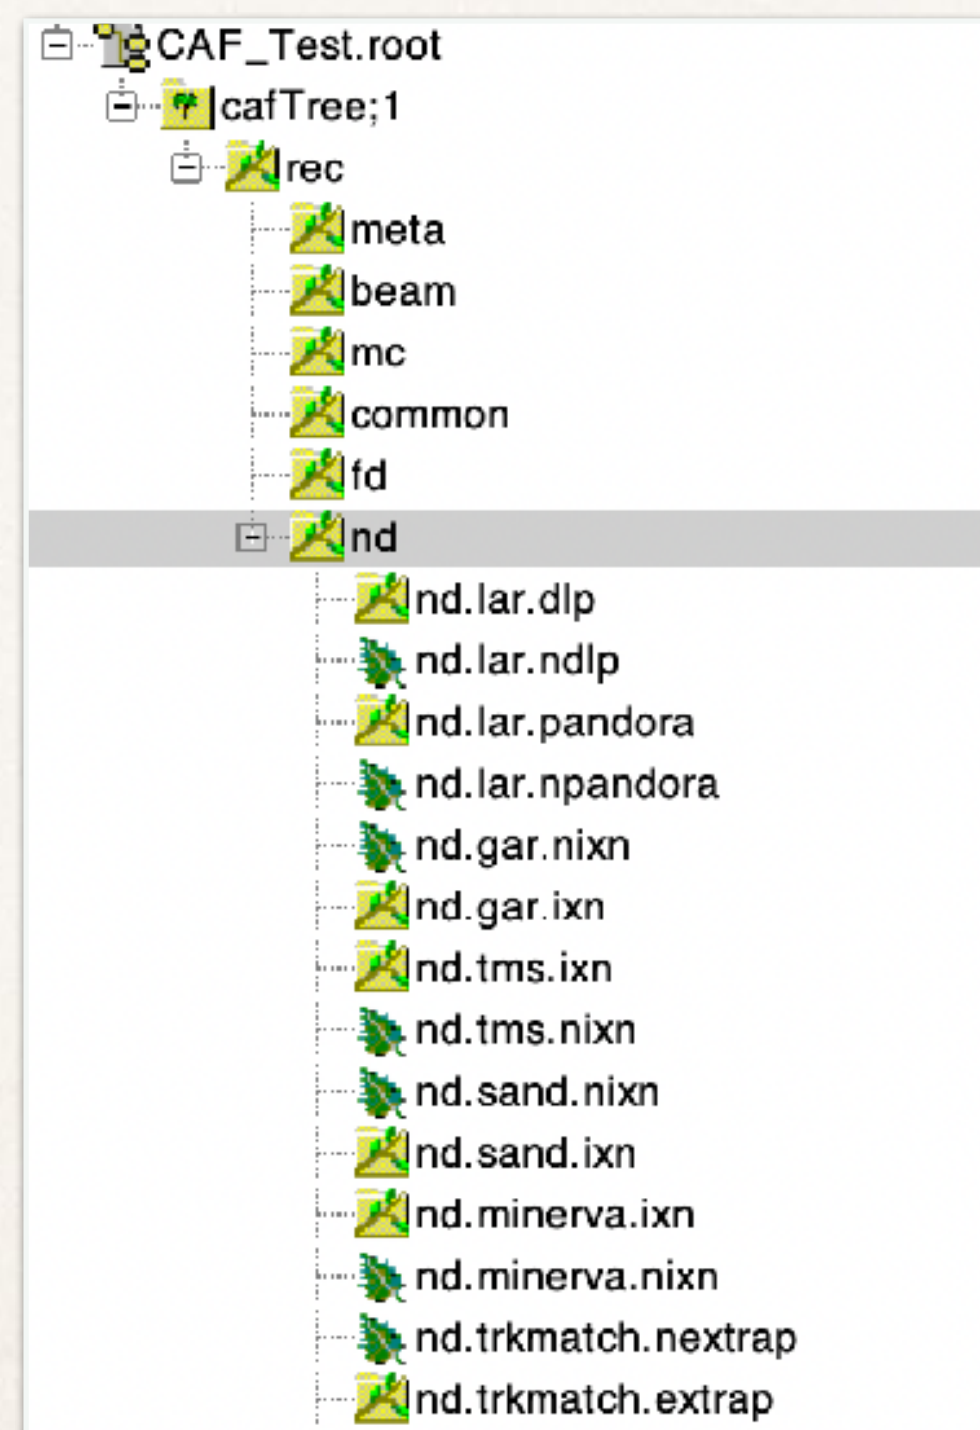 CAF_Test.root
cafTree;1
rec
meta
beam
mc
common
fd
nd
nd.lar.dlp
nd.lar.ndlp
nd.lar.pandora
nd.lar.npandora
nd.gar.nixn
nd.gar.ixn
nd.tms.ixn
nd.tms.nixn
nd.sand.nixn
nd.sand.ixn
nd.minerva.ixn
nd.minerva.nixn
nd.trkmatch.nextrap
nd.trkmatch.extrap